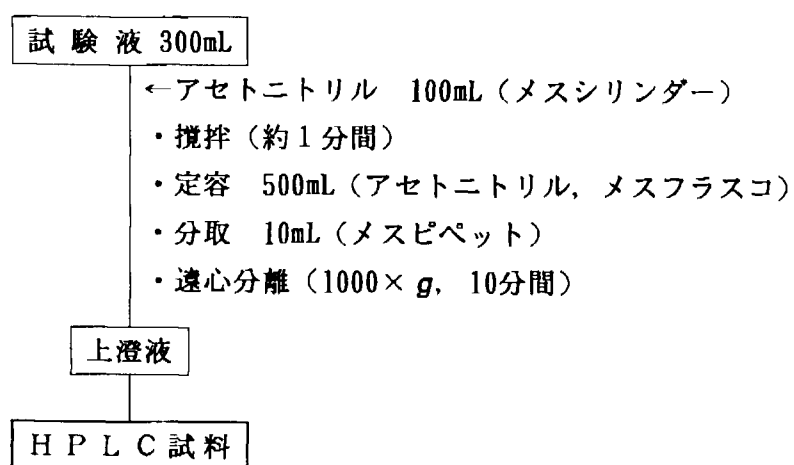 試験液 300mL
←アセトニトリル 100mL(メスシリンダー)
・攪拌(約1分間)
・定容 500mL(アセトニトリル, メスフラスコ)
・分取 10mL(メスピペット)
・遠心分離(1000× g, 10分間)
上澄液
HPLC試料